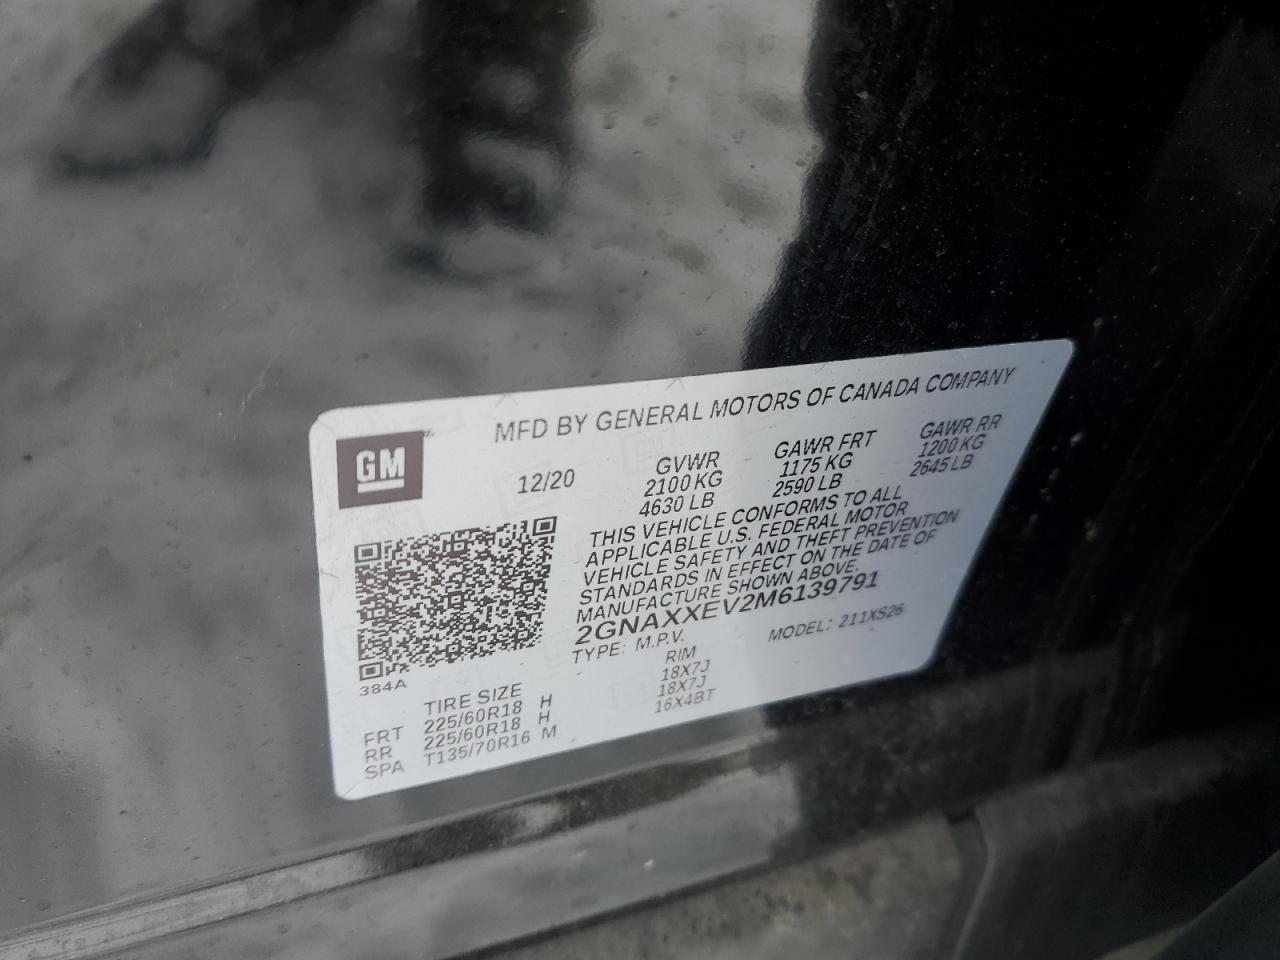 MFD BY GENERAL MOTORS OF CANADA COMPANY
GM
12/20
GVWR GAWR FRT GAWR RR
2100 KG 1175 KG 1200 KG
4630 LB 2590 LB 2645 LB
THIS VEHICLE CONFORMS TO ALL
APPLICABLE U.S. FEDERAL MOTOR
VEHICLE SAFETY AND THEFT PREVENTION
STANDARDS IN EFFECT ON THE DATE OF
MANUFACTURE SHOWN ABOVE.
2GNAXXEV2M6139791
TYPE: M.P.V. MODEL: 211XS26
384A
TIRE SIZE RIM
FRT 225/60R18 H 18X7J
RR 225/60R18 H 18X7J
SPA T135/70R16 M 16X4BT